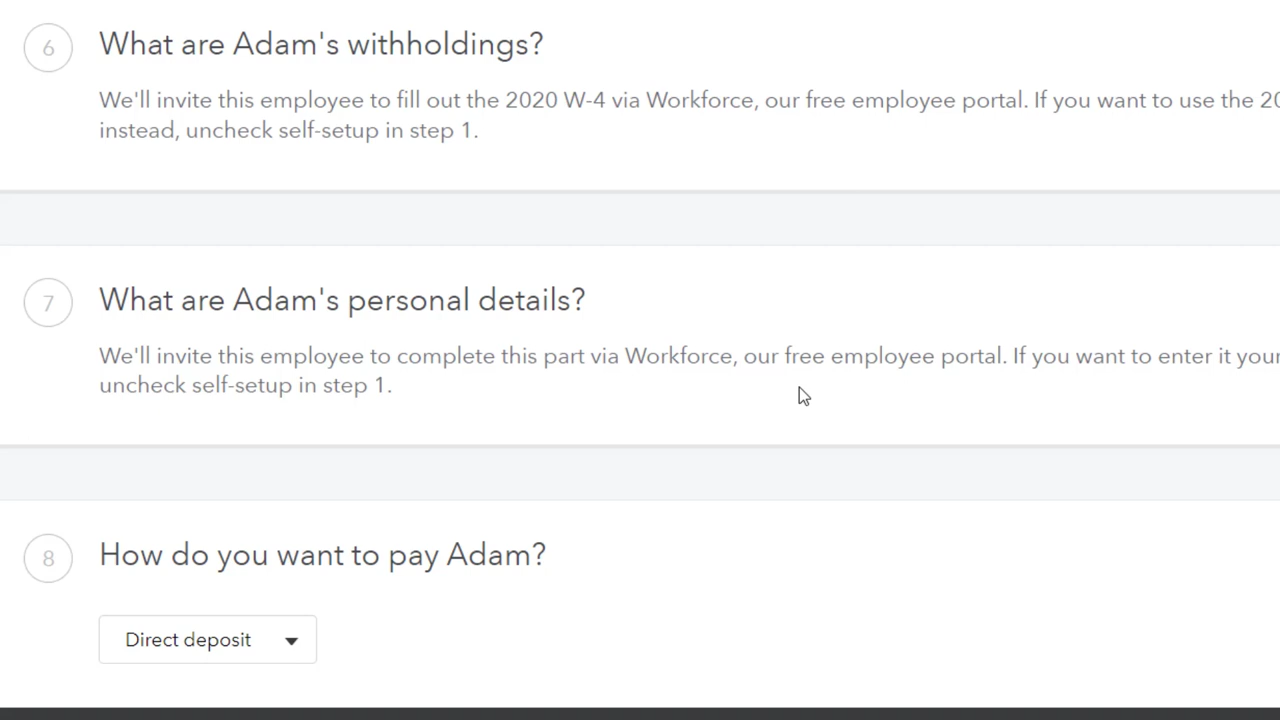 6
What are Adam's withholdings?
We'll invite this employee to fill out the 2020 W-4 via Workforce, our free employee portal. If you want to use the
instead, uncheck self-setup in step 1.
7
What are Adam's personal details?
We'll invite this employee to complete this part via Workforce, our free employee portal. If you want to enter it
uncheck self-setup in step 1.
8
How do you want to pay Adam?
Direct deposit